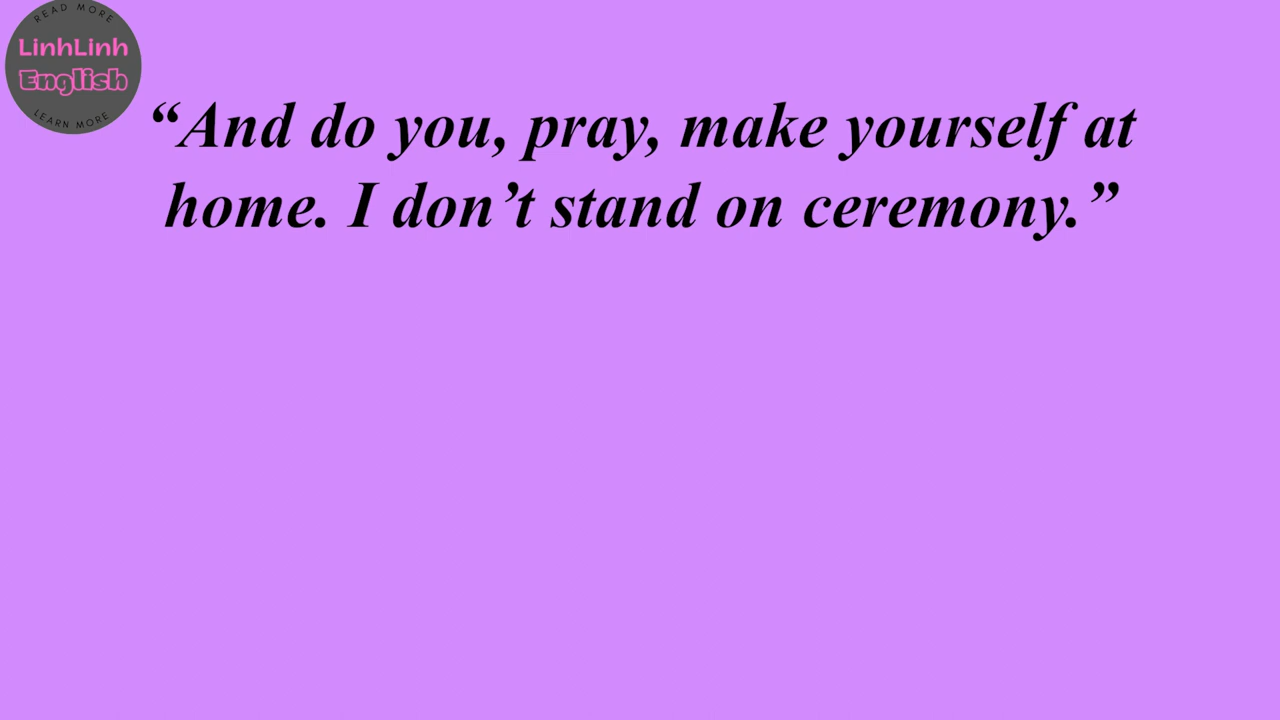 READ MORE
LinhLinh
English
LEARN MORE
“And do you, pray, make yourself at
home. I don’t stand on ceremony.”